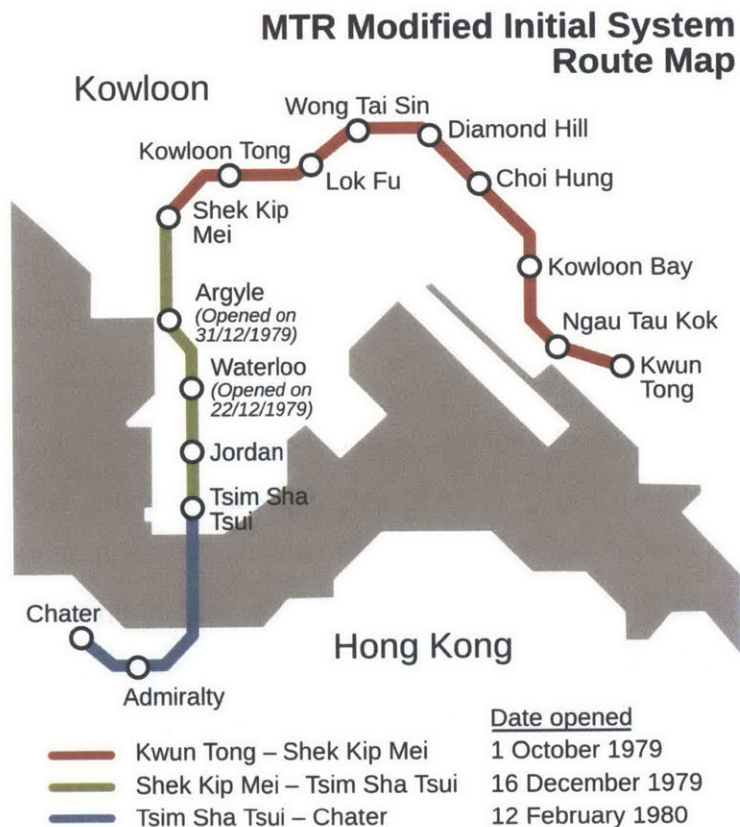 MTR Modified Initial System
Route Map
Kowloon
Wong Tai Sin
Diamond Hill
Kowloon Tong
Lok Fu
Choi Hung
Shek Kip
Mei
Kowloon Bay
Argyle
(Opened on
31/12/1979)
Ngau Tau Kok
Waterloo
(Opened on
22/12/1979)
Kwun
Tong
Jordan
Tsim Sha
Tsui
Chater
Hong Kong
Admiralty
Date opened
Kwun Tong – Shek Kip Mei 1 October 1979
Shek Kip Mei – Tsim Sha Tsui 16 December 1979
Tsim Sha Tsui – Chater 12 February 1980